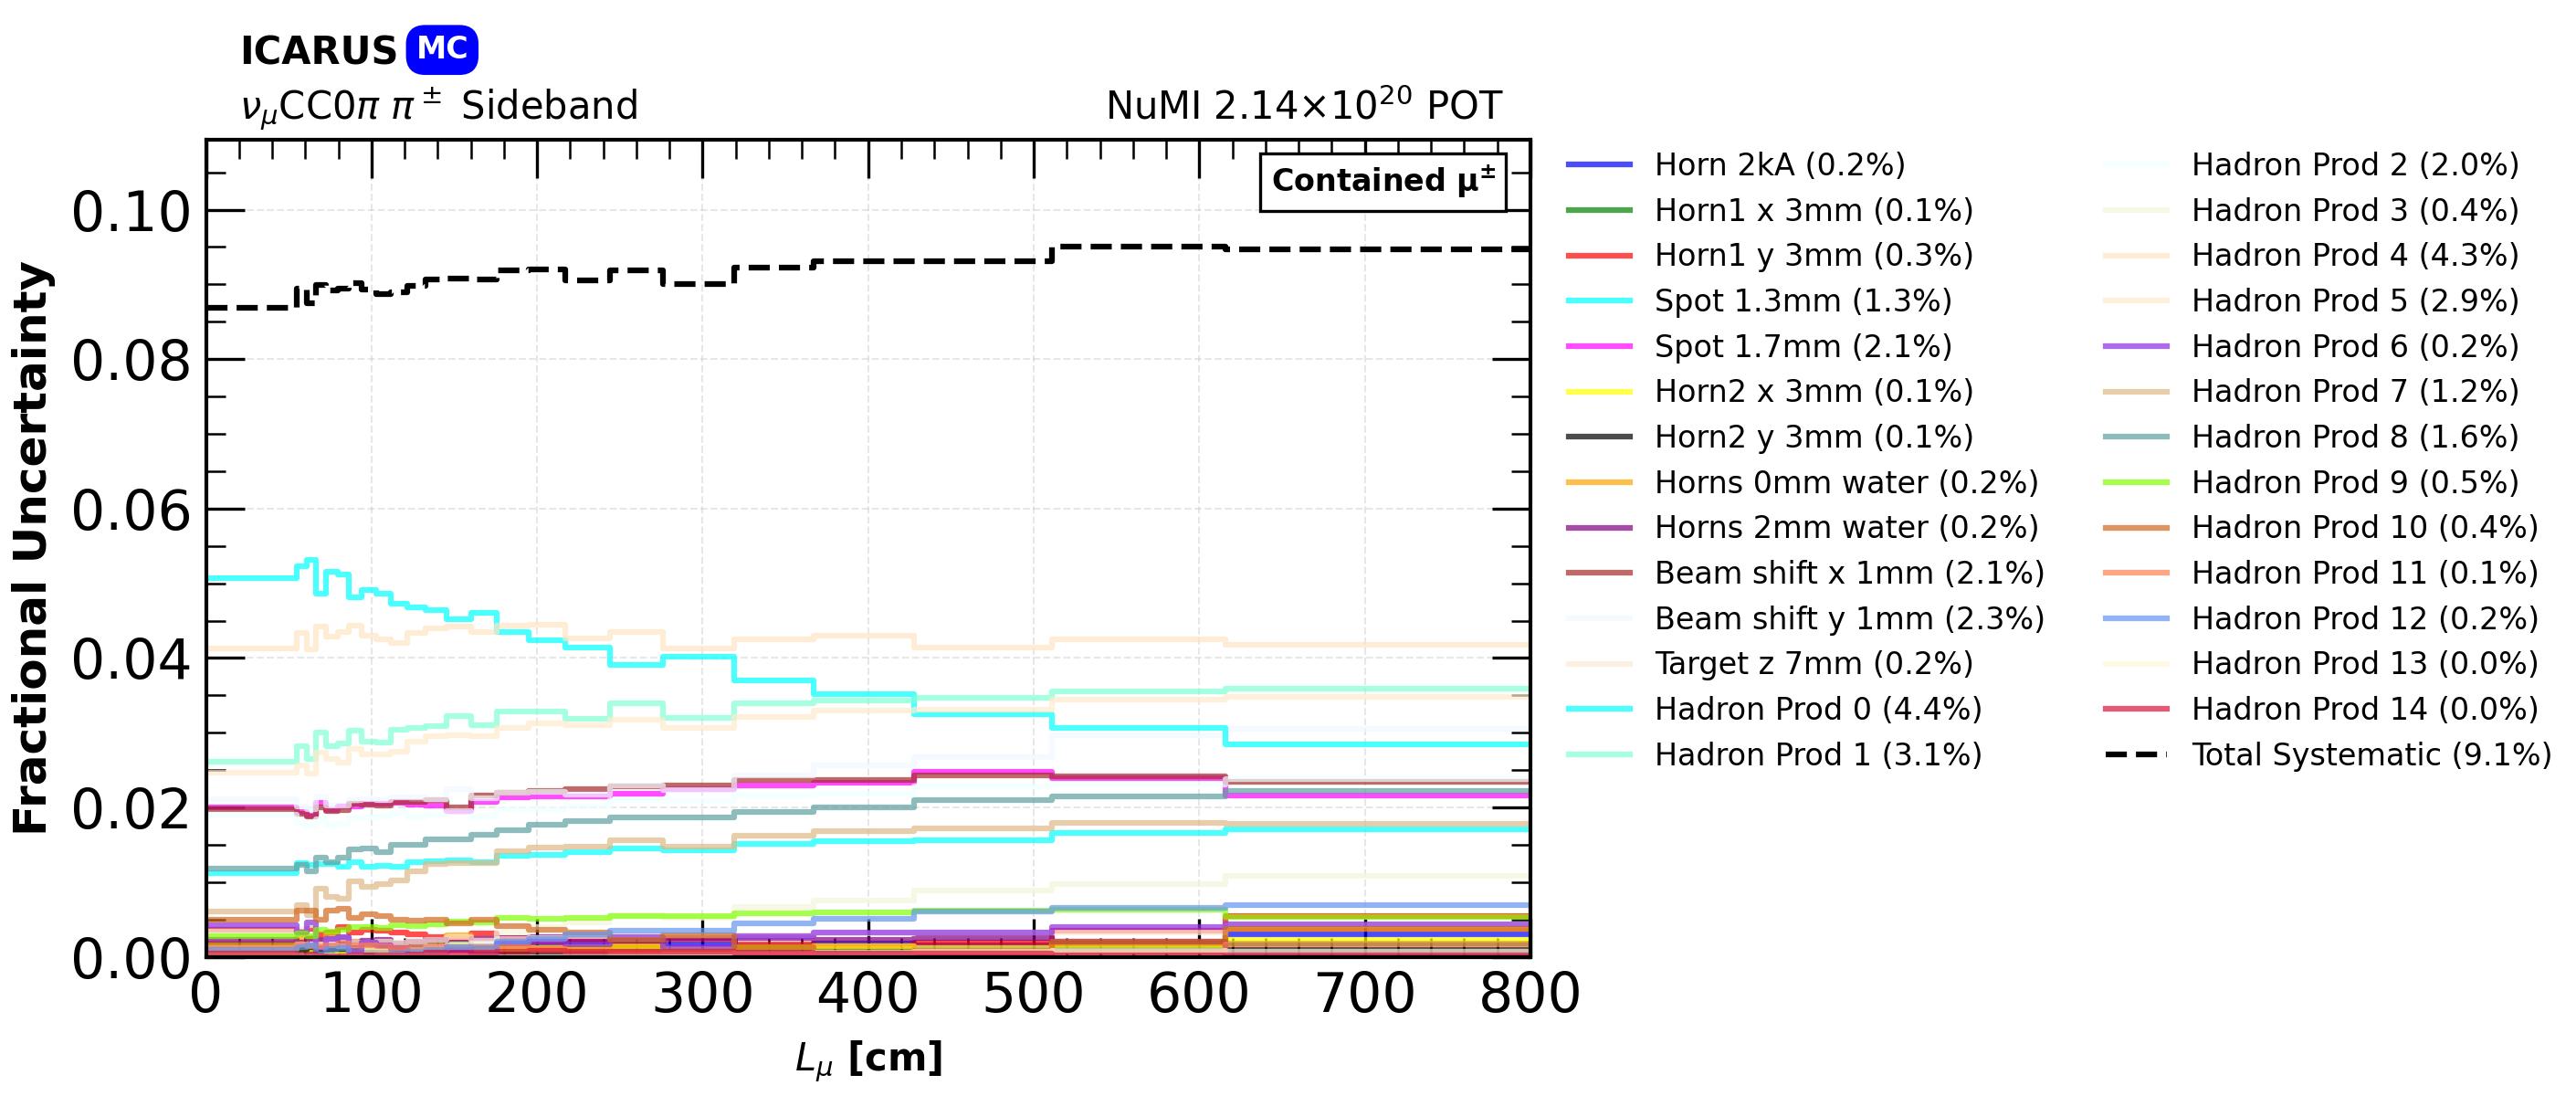 ICARUS MC
νμCC0π π± Sideband
NuMI 2.14×10²⁰ POT
Contained μ±
Fractional Uncertainty
0.10
0.08
0.06
0.04
0.02
0.00
0 100 200 300 400 500 600 700 800
Lμ [cm]
Horn 2kA (0.2%)
Horn1 x 3mm (0.1%)
Horn1 y 3mm (0.3%)
Spot 1.3mm (1.3%)
Spot 1.7mm (2.1%)
Horn2 x 3mm (0.1%)
Horn2 y 3mm (0.1%)
Horns 0mm water (0.2%)
Horns 2mm water (0.2%)
Beam shift x 1mm (2.1%)
Beam shift y 1mm (2.3%)
Target z 7mm (0.2%)
Hadron Prod 0 (4.4%)
Hadron Prod 1 (3.1%)
Hadron Prod 2 (2.0%)
Hadron Prod 3 (0.4%)
Hadron Prod 4 (4.3%)
Hadron Prod 5 (2.9%)
Hadron Prod 6 (0.2%)
Hadron Prod 7 (1.2%)
Hadron Prod 8 (1.6%)
Hadron Prod 9 (0.5%)
Hadron Prod 10 (0.4%)
Hadron Prod 11 (0.1%)
Hadron Prod 12 (0.2%)
Hadron Prod 13 (0.0%)
Hadron Prod 14 (0.0%)
Total Systematic (9.1%)